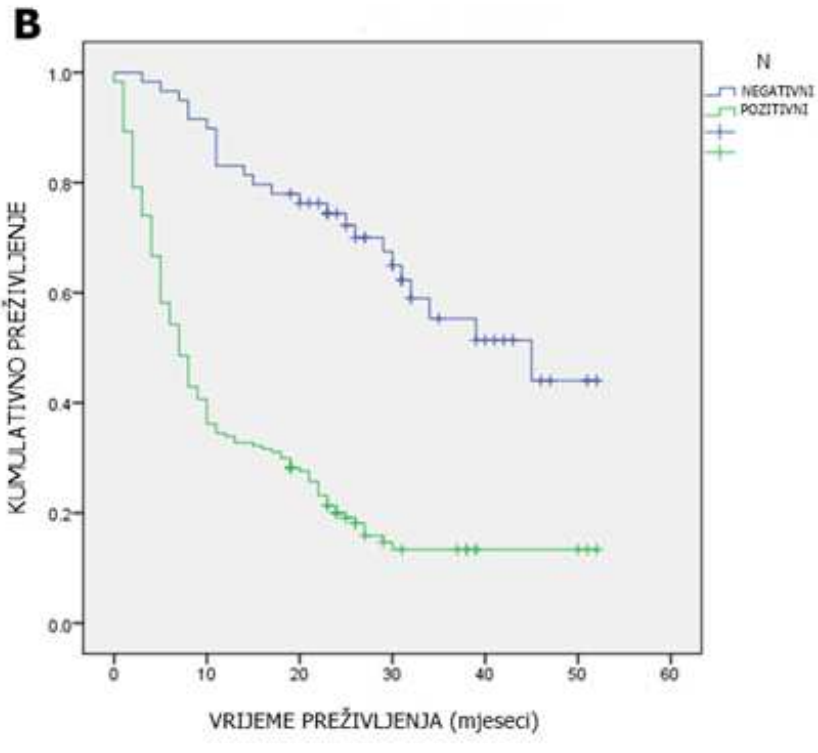 B
N
NEGATIVNI
POZITIVNI
KUMULATIVNO PREŽIVLJENJE
1.0
0.8
0.6
0.4
0.2
0.0
0 10 20 30 40 50 60
VRIJEME PREŽIVLJENJA (mjeseci)